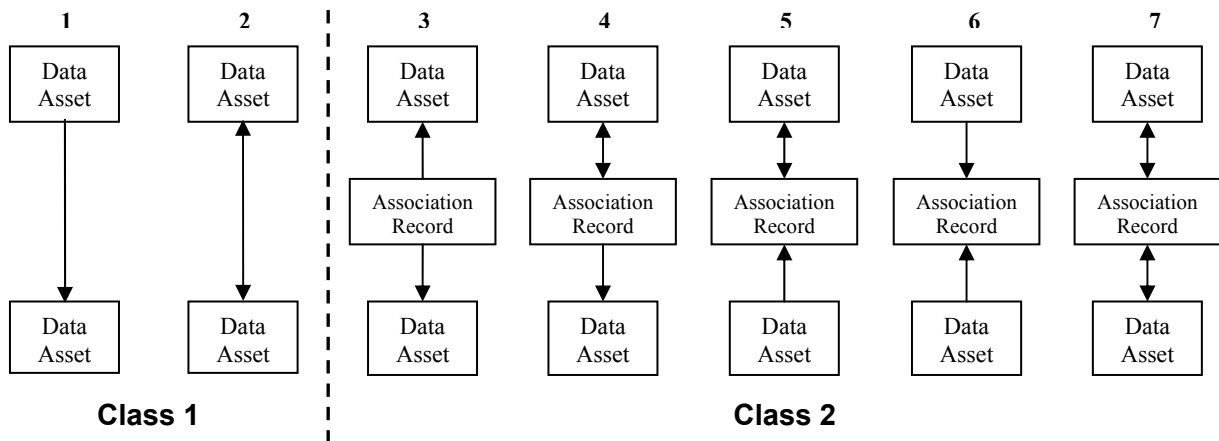 1 2 3 4 5 6 7
Data Asset Data Asset Data Asset Data Asset Data Asset Data Asset Data Asset
Association Record Association Record Association Record Association Record Association Record
Data Asset Data Asset Data Asset Data Asset Data Asset Data Asset Data Asset
Class 1 Class 2